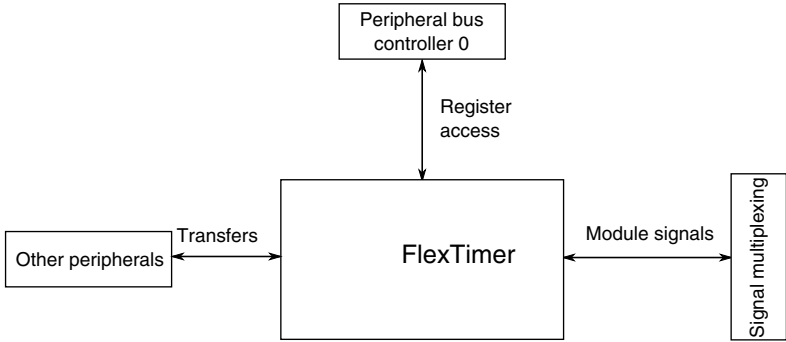 Peripheral bus
controller 0
Register
access
Transfers
Other peripherals
FlexTimer
Module signals
Signal multiplexing